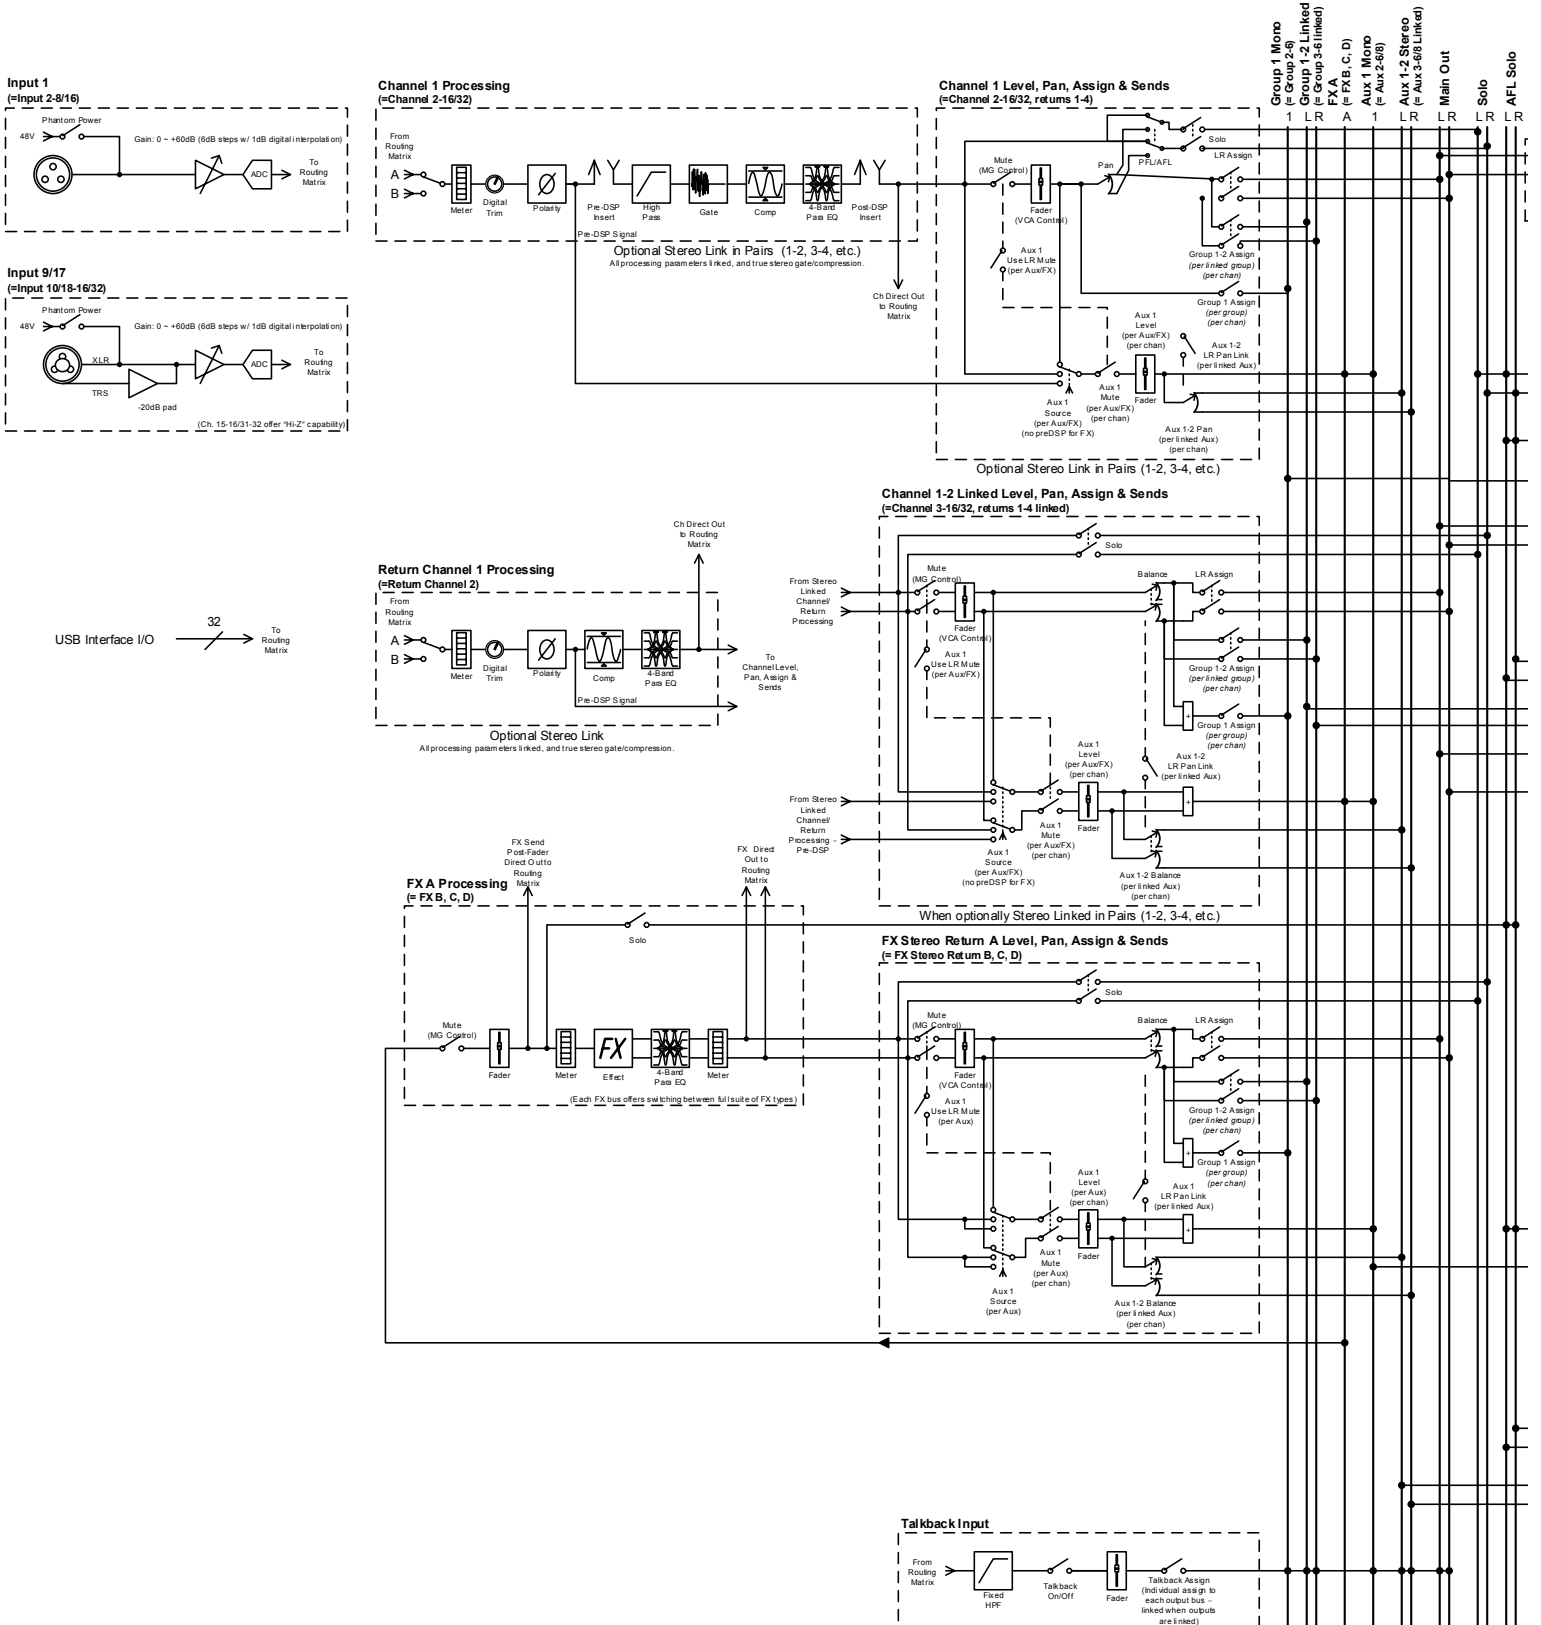 Group 1 Mono
(= Group 2-6)
Group 1-2 Linked
(= Group 3-6 linked)
FX A
(= FX B, C, D)
Aux 1 Mono
(= Aux 2-6/8)
Aux 1-2 Stereo
(= Aux 3-6/8 Linked)
Main Out
Solo
AFL Solo
1 L R A 1 L R L R L R L R
Input 1
(=Input 2-8/16)
Phantom Power
48V
Gain: 0 ~ +60dB (6dB steps w/ 1dB digital interpolation)
ADC
To
Routing
Matrix
Channel 1 Processing
(=Channel 2-16/32)
From
Routing
Matrix
A
B
Meter
Digital
Trim
Polarity
Pre-DSP
Insert
High
Pass
Gate
Comp
4-Band
Para EQ
Post-DSP
Insert
Pre-DSP Signal
Optional Stereo Link in Pairs (1-2, 3-4, etc.)
All processing parameters linked, and true stereo gate/compression.
Ch Direct Out
to Routing
Matrix
Channel 1 Level, Pan, Assign & Sends
(=Channel 2-16/32, returns 1-4)
Mute
(MG Control)
Fader
(VCA Control)
Pan
PFL/AFL
Solo
LR Assign
Aux 1
Use LR Mute
(per Aux/FX)
Group 1-2 Assign
(per linked group)
(per chan)
Group 1 Assign
(per group)
(per chan)
Aux 1
Level
(per Aux/FX)
(per chan)
Aux 1-2
LR Pan Link
(per linked Aux)
Aux 1
Source
(per Aux/FX)
(no preDSP for FX)
Aux 1
Mute
(per Aux/FX)
(per chan)
Fader
Aux 1-2 Pan
(per linked Aux)
(per chan)
Optional Stereo Link in Pairs (1-2, 3-4, etc.)
Input 9/17
(=Input 10/18-16/32)
Phantom Power
48V
Gain: 0 ~ +60dB (6dB steps w/ 1dB digital interpolation)
XLR
TRS
-20dB pad
ADC
To
Routing
Matrix
(Ch. 15-16/31-32 offer "Hi-Z" capability)
Channel 1-2 Linked Level, Pan, Assign & Sends
(=Channel 3-16/32, returns 1-4 linked)
Solo
From Stereo
Linked
Channel/
Return
Processing
Mute
(MG Control)
Fader
(VCA Control)
Balance
LR Assign
Aux 1
Use LR Mute
(per Aux/FX)
Group 1-2 Assign
(per linked group)
(per chan)
+
Group 1 Assign
(per group)
(per chan)
Aux 1
Level
(per Aux/FX)
(per chan)
Aux 1-2
LR Pan Link
(per linked Aux)
From Stereo
Linked
Channel/
Return
Processing –
Pre-DSP
+
Aux 1
Source
(per Aux/FX)
(no preDSP for FX)
Aux 1
Mute
(per Aux/FX)
(per chan)
Fader
Aux 1-2 Balance
(per linked Aux)
(per chan)
When optionally Stereo Linked in Pairs (1-2, 3-4, etc.)
USB Interface I/O
32
To
Routing
Matrix
Return Channel 1 Processing
(=Return Channel 2)
Ch Direct Out
to Routing
Matrix
From
Routing
Matrix
A
B
Meter
Digital
Trim
Polarity
Comp
4-Band
Para EQ
To
Channel Level,
Pan, Assign &
Sends
Pre-DSP Signal
Optional Stereo Link
All processing parameters linked, and true stereo gate/compression.
FX A Processing
(= FX B, C, D)
FX Send
Post-Fader
Direct Out to
Routing
Matrix
FX Direct
Out to
Routing
Matrix
Solo
Mute
(MG Control)
Fader
Meter
FX
Effect
4-Band
Para EQ
Meter
(Each FX bus offers switching between full suite of FX types)
FX Stereo Return A Level, Pan, Assign & Sends
(= FX Stereo Return B, C, D)
Solo
Mute
(MG Control)
Fader
(VCA Control)
Balance
LR Assign
Aux 1
Use LR Mute
(per Aux)
Group 1-2 Assign
(per linked group)
(per chan)
+
Group 1 Assign
(per group)
(per chan)
Aux 1
Level
(per Aux)
(per chan)
Aux 1
LR Pan Link
(per linked Aux)
+
Aux 1
Source
(per Aux)
Aux 1
Mute
(per Aux)
(per chan)
Fader
Aux 1-2 Balance
(per linked Aux)
(per chan)
Talkback Input
From
Routing
Matrix
Fixed
HPF
Talkback
On/Off
Fader
Talkback Assign
(Individual assign to
each output bus –
linked when outputs
are linked)